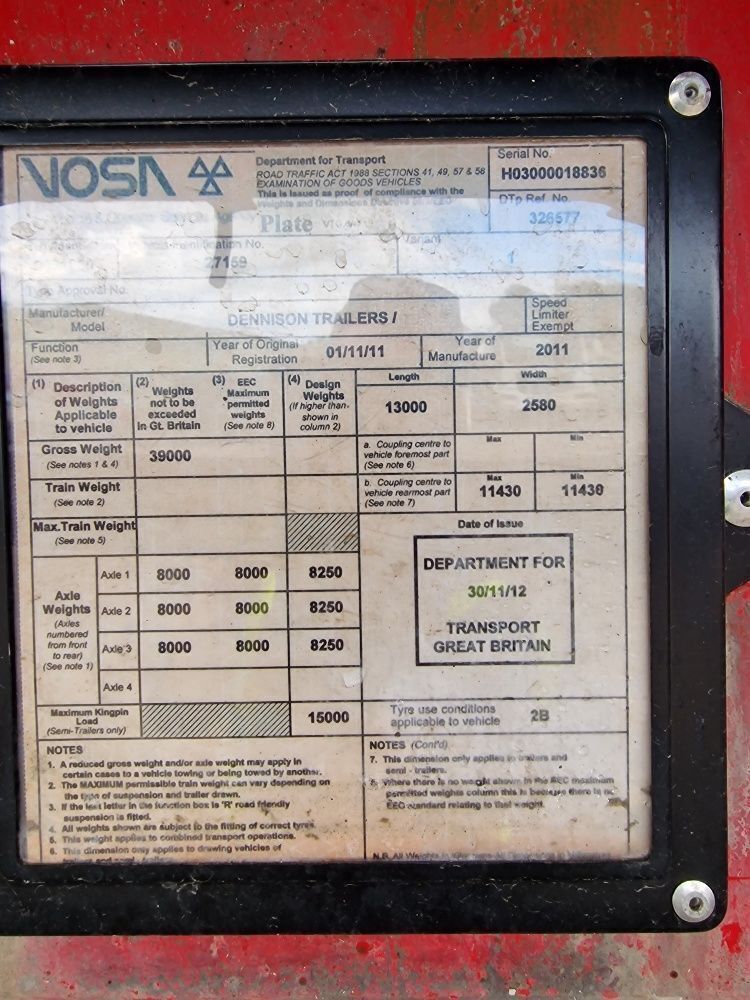 VOSA
Department for Transport
ROAD TRAFFIC ACT 1988 SECTIONS 41, 49, 57 & 58
EXAMINATION OF GOODS VEHICLES
This is issued as proof of compliance with the
Weights and Dimensions
Plate
Serial No.
H03000018836
DTp Ref. No.
326577
Identification No.
27159
Variant
1
Type Approval No.
Manufacturer/
Model
DENNISON TRAILERS /
Speed
Limiter
Exempt
Function
(See note 3)
Year of Original
Registration
01/11/11
Year of
Manufacture
2011
(1) Description
of Weights
Applicable
to vehicle
(2) Weights
not to be
exceeded
in Gt. Britain
(3) EEC
Maximum
permitted
weights
(See note 8)
(4) Design
Weights
(If higher than
shown in
column 2)
Length
13000
Width
2580
Gross Weight
(See notes 1 & 4)
39000
a. Coupling centre to
vehicle foremost part
(See note 6)
Max
Min
Train Weight
(See note 2)
b. Coupling centre to
vehicle rearmost part
(See note 7)
Max
11430
Min
11430
Max.Train Weight
(See note 5)
Axle
Weights
(Axles
numbered
from front
to rear)
(See note 1)
Axle 1 8000 8000 8250
Axle 2 8000 8000 8250
Axle 3 8000 8000 8250
Axle 4
Date of Issue
DEPARTMENT FOR
30/11/12
TRANSPORT
GREAT BRITAIN
Maximum Kingpin
Load
(Semi-Trailers only)
15000
Tyre use conditions
applicable to vehicle
2B
NOTES
1. A reduced gross weight and/or axle weight may apply in
certain cases to a vehicle towing or being towed by another.
2. The MAXIMUM permissible train weight can vary depending on
the type of suspension and trailer drawn.
3. If the last letter in the function box is 'R' road friendly
suspension is fitted.
4. All weights shown are subject to the fitting of correct tyres.
5. This weight applies to combined transport operations.
6. This dimension only applies to drawing vehicles of
NOTES (Cont'd)
7. This dimension only applies to trailers and
semi - trailers.
8. Where there is no weight shown in the EEC maximum
permitted weights column this is because there is no
EEC standard relating to that weight.
N.B. All Weights in